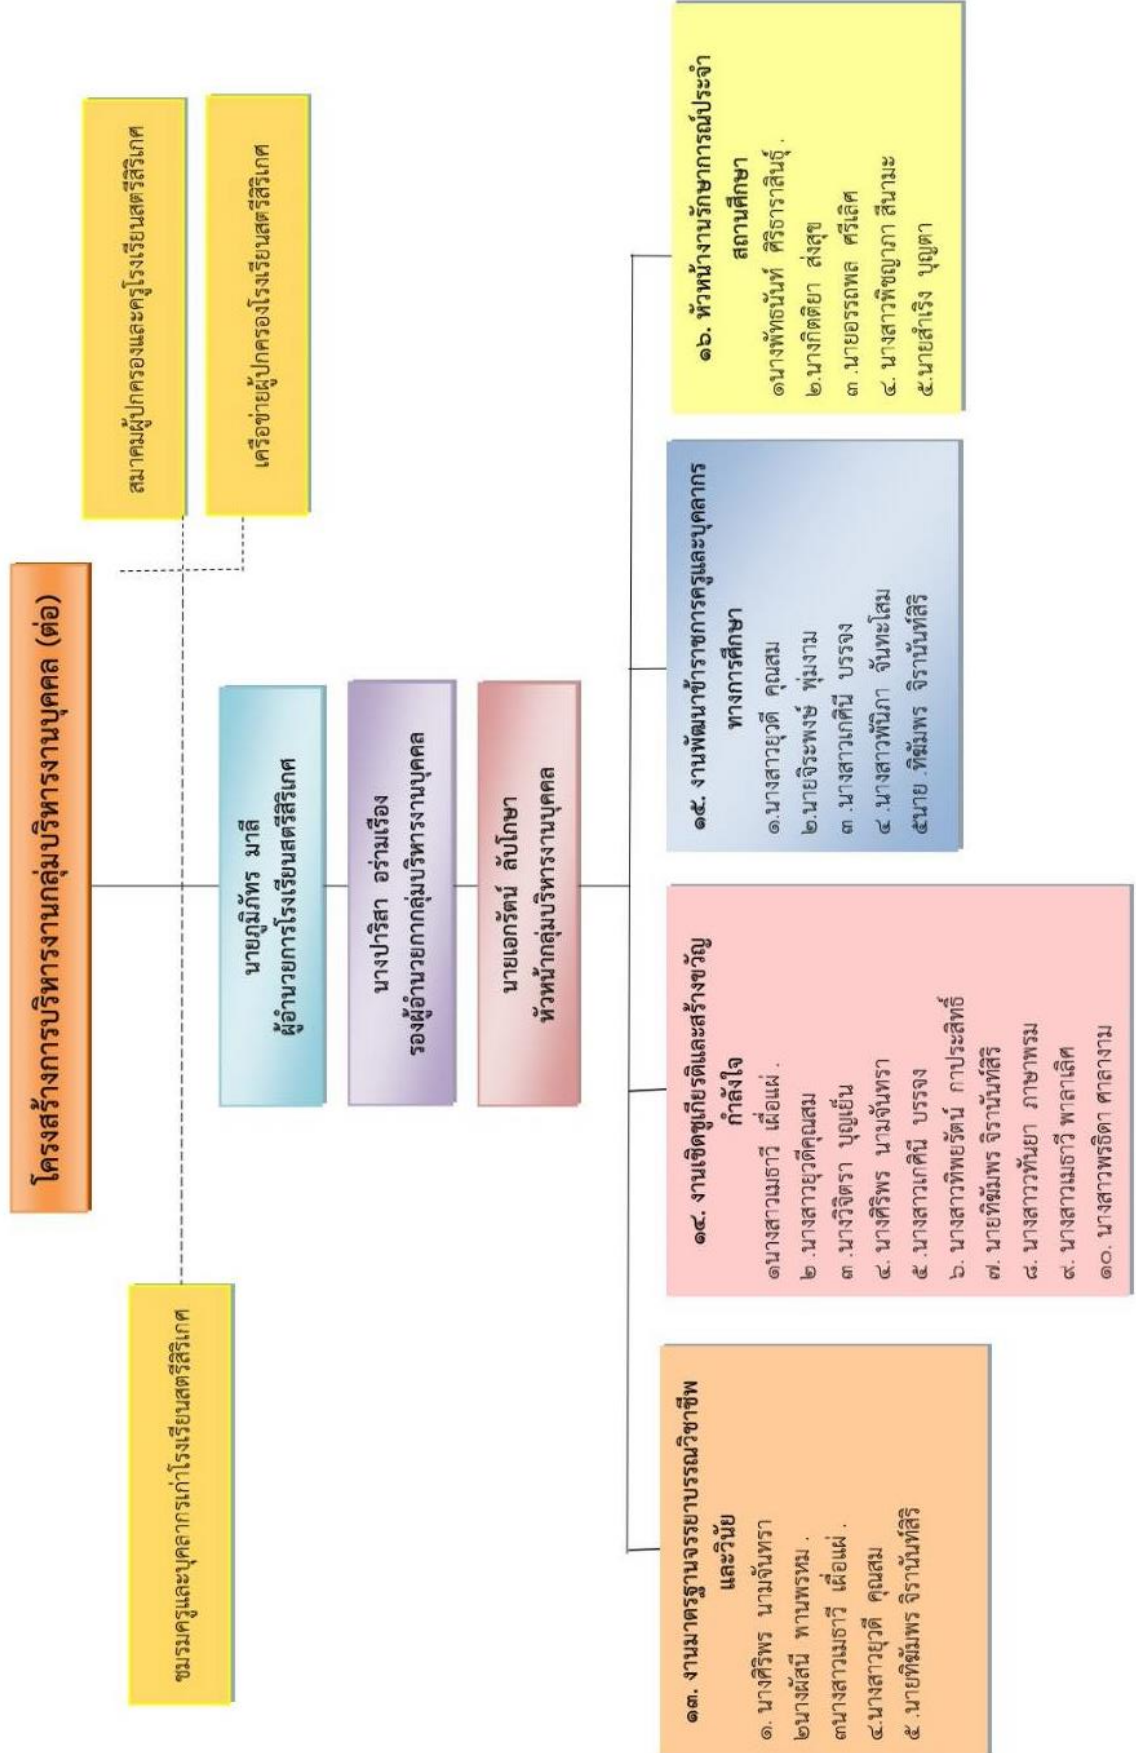 โครงสร้างการบริหารงานกลุ่มบริหารงานบุคคล (ต่อ)
สมาคมผู้ปกครองและครูโรงเรียนสตรีสิริเกศ
เครือข่ายผู้ปกครองโรงเรียนสตรีสิริเกศ
ชมรมครูและบุคลากรเก่าโรงเรียนสตรีสิริเกศ
นายภูมิภัทร มาลี
ผู้อำนวยการโรงเรียนสตรีสิริเกศ
นางปาริสา อร่ามเรือง
รองผู้อำนวยกากลุ่มบริหารงานบุคคล
นายเอกรัตน์ ลับโกษา
หัวหน้ากลุ่มบริหารงานบุคคล
๑๓. งานมาตรฐานจรรยาบรรณวิชาชีพ
และวินัย
๑. นางศิริพร นามจันทรา
๒นางผัสนี ทานพรหม .
๓นางสาวเมธาวี เผื่อแผ่ .
๔.นางสาวยุวดี คุณสม
๕ .นายทิฆัมพร จิรานันท์สิริ
๑๔. งานเชิดชูเกียรติและสร้างขวัญ
กำลังใจ
๑นางสาวเมธาวี เผื่อแผ่ .
๒ .นางสาวยุวดีคุณสม
๓ .นางวิจิตรา บุญเย็น
๔. นางศิริพร นามจันทรา
๕ .นางสาวเกศินี บรรจง
๖. นางสาวทิพยรัตน์ กาประสิทธิ์
๗. นายทิฆัมพร จิรานันท์สิริ
๘. นางสาววทันยา ภาษาพรม
๙. นางสาวเมธาวี พาลาเลิศ
๑๐. นางสาวพรธิดา ศาลางาม
๑๕. งานพัฒนาข้าราชการครูและบุคลากร
ทางการศึกษา
๑.นางสาวยุวดี คุณสม
๒.นายจิระพงษ์ พุ่มงาม
๓ .นางสาวเกศินี บรรจง
๔ .นางสาวพนิภา จันทะโสม
๕นาย .ทิฆัมพร จิรานันท์สิริ
๑๖. หัวหน้างานรักษาการณ์ประจำ
สถานศึกษา
๑นางพัทธนันท์ ศิริธาราสินธุ์ .
๒.นางกิตติยา ส่งสุข
๓ .นายอรรถพล ศรีเลิศ
๔. นางสาวพิชญาภา สีนามะ
๕.นายสำเริง บุญตา